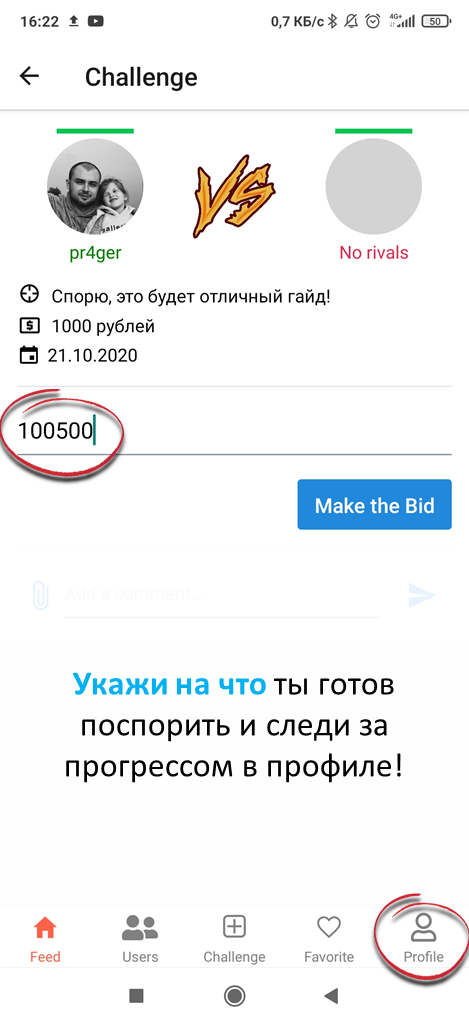 16:22
0,7 КБ/с 4G+ 50
Challenge
VS
pr4ger
No rivals
Спорю, это будет отличный гайд!
1000 рублей
21.10.2020
100500
Make the Bid
Add a comment...
Укажи на что ты готов
поспорить и следи за
прогрессом в профиле!
Feed
Users
Challenge
Favorite
Profile